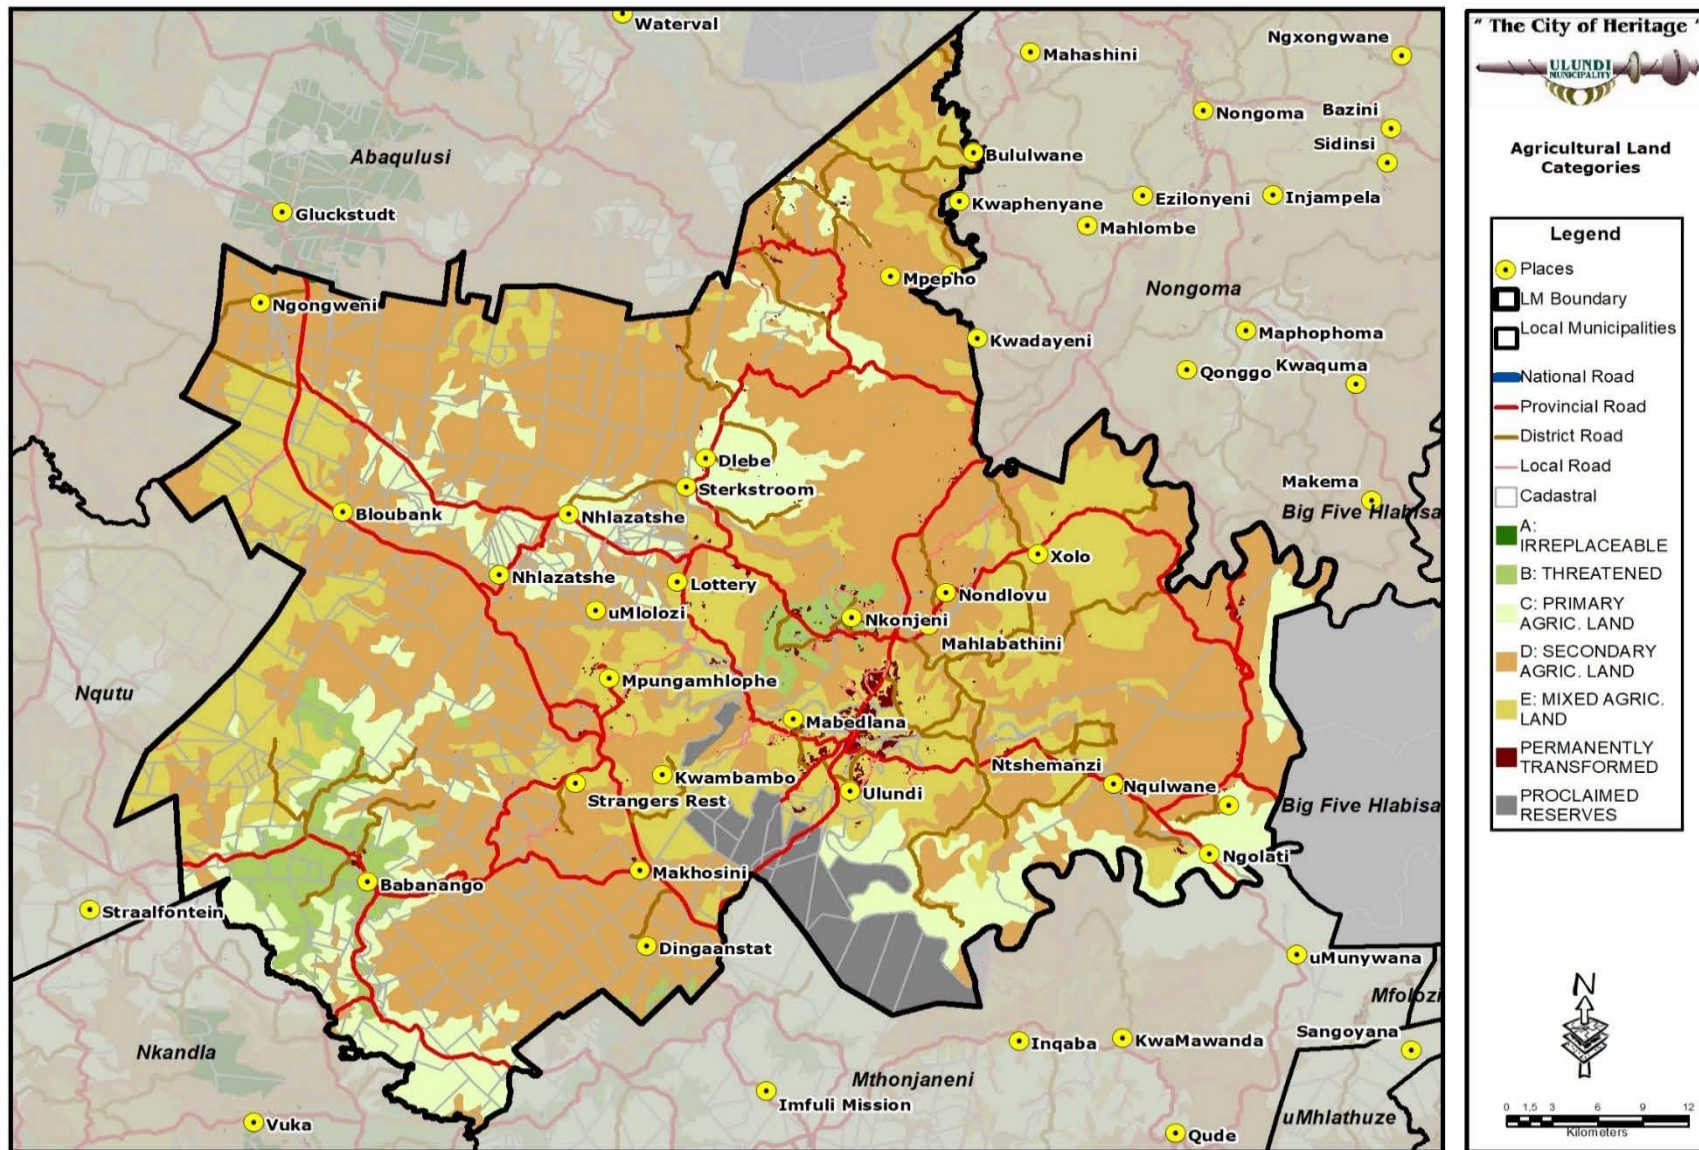 Waterval
Mahashini
Ngxongwane
Nongoma
Bazini
Sidinsi
Abaqulusi
Bululwane
Gluckstudt
Kwaphenyane
Ezilonyeni
Injampela
Mahlombe
Mpepho
Nongoma
Ngongweni
Kwadayeni
Maphophoma
Qonggo
Kwaquma
Dlebe
Sterkstroom
Makema
Big Five Hlabisa
Bloubank
Nhlazatshe
Xolo
Nhlazatshe
Lottery
Nondlovu
uMlolozi
Nkonjeni
Mahlabathini
Nqutu
Mpungamhlophe
Mabedlana
Ntshemanzi
Kwambambo
Strangers Rest
Ulundi
Nqulwane
Big Five Hlabisa
Ngolati
Babanango
Makhosini
Straalfontein
Dingaanstat
uMunywana
Mfolozi
Sangoyana
Nkandla
Inqaba
KwaMawanda
Mthonjaneni
Imfuli Mission
Vuka
uMhlathuze
Qude
" The City of Heritage "
ULUNDI
MUNICIPALITY
Agricultural Land
Categories
Legend
Places
LM Boundary
Local Municipalities
National Road
Provincial Road
District Road
Local Road
Cadastral
A:
IRREPLACEABLE
B: THREATENED
C: PRIMARY
AGRIC. LAND
D: SECONDARY
AGRIC. LAND
E: MIXED AGRIC.
LAND
PERMANENTLY
TRANSFORMED
PROCLAIMED
RESERVES
N
0 1,5 3 6 9 12
Kilometers